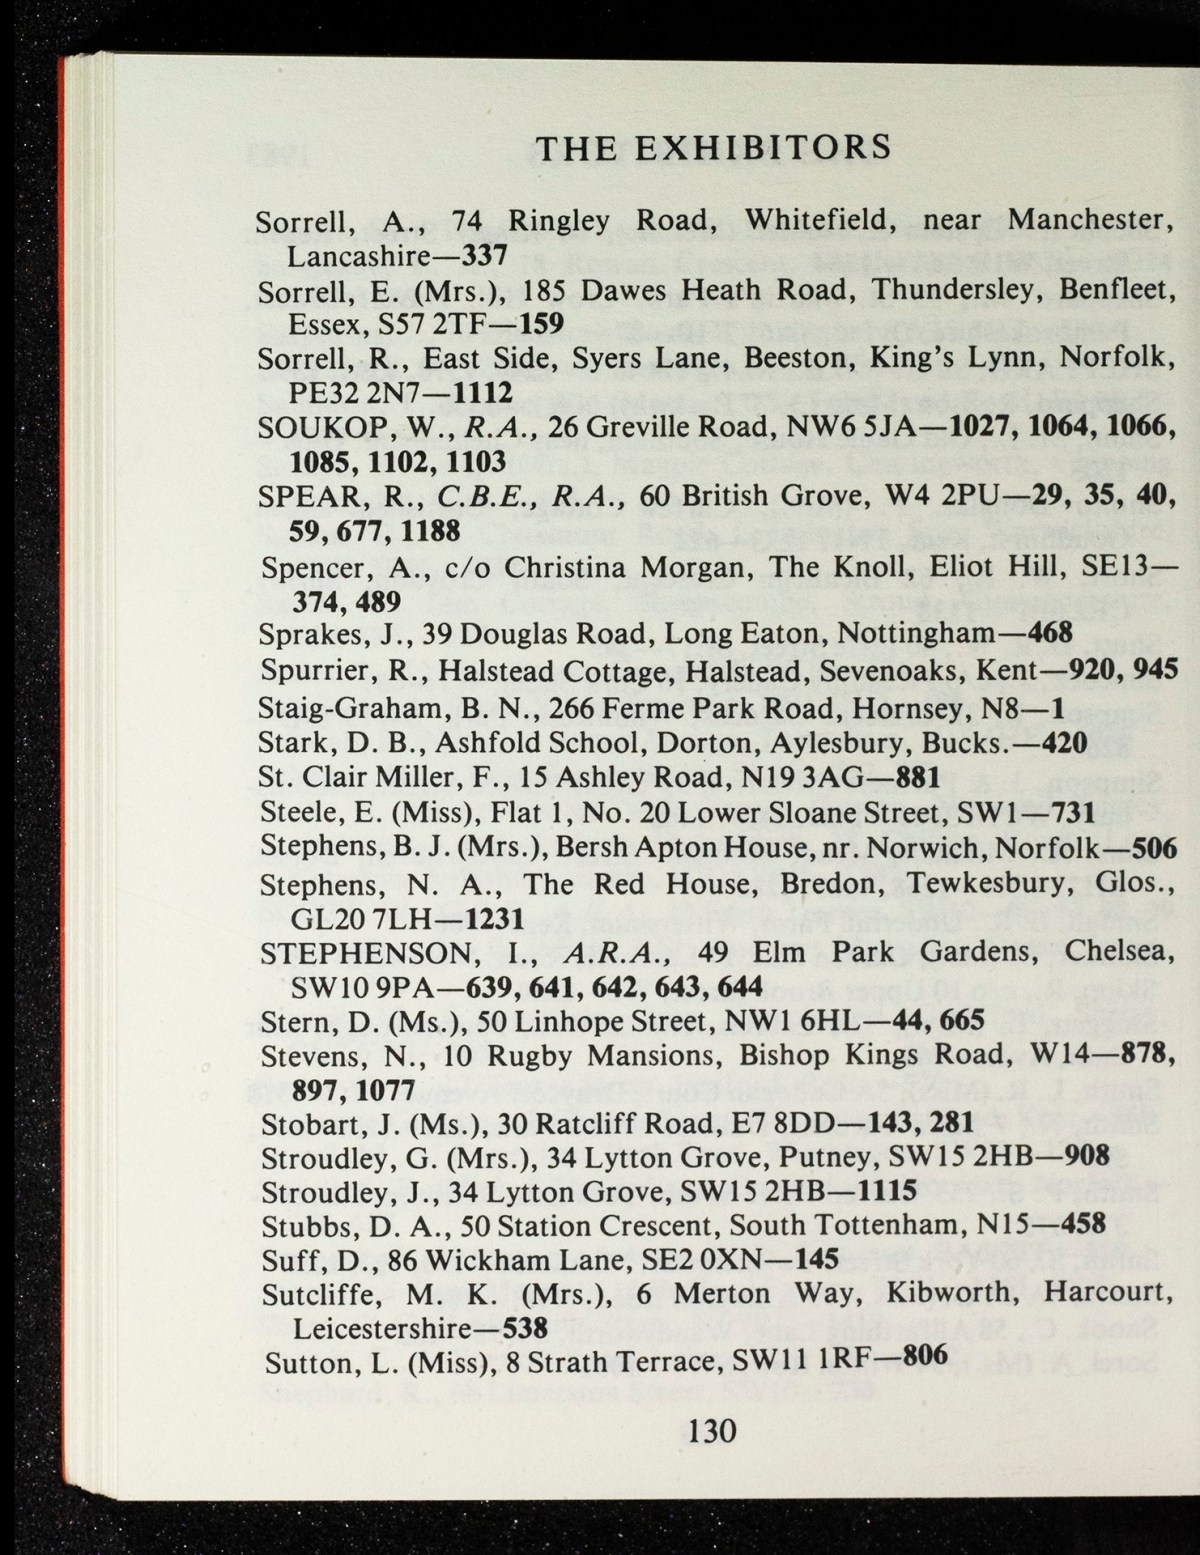 THE EXHIBITORS
Sorrell, A., 74 Ringley Road, Whitefield, near Manchester,
Lancashire—337
Sorrell, E. (Mrs.), 185 Dawes Heath Road, Thundersley, Benfleet,
Essex, S57 2TF—159
Sorrell, R., East Side, Syers Lane, Beeston, King's Lynn, Norfolk,
PE32 2N7—1112
SOUKOP, W., R.A., 26 Greville Road, NW6 5JA—1027, 1064, 1066,
1085, 1102, 1103
SPEAR, R., C.B.E., R.A., 60 British Grove, W4 2PU—29, 35, 40,
59, 677, 1188
Spencer, A., c/o Christina Morgan, The Knoll, Eliot Hill, SE13—
374, 489
Sprakes, J., 39 Douglas Road, Long Eaton, Nottingham—468
Spurrier, R., Halstead Cottage, Halstead, Sevenoaks, Kent—920, 945
Staig-Graham, B. N., 266 Ferme Park Road, Hornsey, N8—1
Stark, D. B., Ashfold School, Dorton, Aylesbury, Bucks.—420
St. Clair Miller, F., 15 Ashley Road, N19 3AG—881
Steele, E. (Miss), Flat 1, No. 20 Lower Sloane Street, SW1—731
Stephens, B. J. (Mrs.), Bersh Apton House, nr. Norwich, Norfolk—506
Stephens, N. A., The Red House, Bredon, Tewkesbury, Glos.,
GL20 7LH—1231
STEPHENSON, I., A.R.A., 49 Elm Park Gardens, Chelsea,
SW10 9PA—639, 641, 642, 643, 644
Stern, D. (Ms.), 50 Linhope Street, NW1 6HL—44, 665
Stevens, N., 10 Rugby Mansions, Bishop Kings Road, W14—878,
897, 1077
Stobart, J. (Ms.), 30 Ratcliff Road, E7 8DD—143, 281
Stroudley, G. (Mrs.), 34 Lytton Grove, Putney, SW15 2HB—908
Stroudley, J., 34 Lytton Grove, SW15 2HB—1115
Stubbs, D. A., 50 Station Crescent, South Tottenham, N15—458
Suff, D., 86 Wickham Lane, SE2 0XN—145
Sutcliffe, M. K. (Mrs.), 6 Merton Way, Kibworth, Harcourt,
Leicestershire—538
Sutton, L. (Miss), 8 Strath Terrace, SW11 1RF—806
130